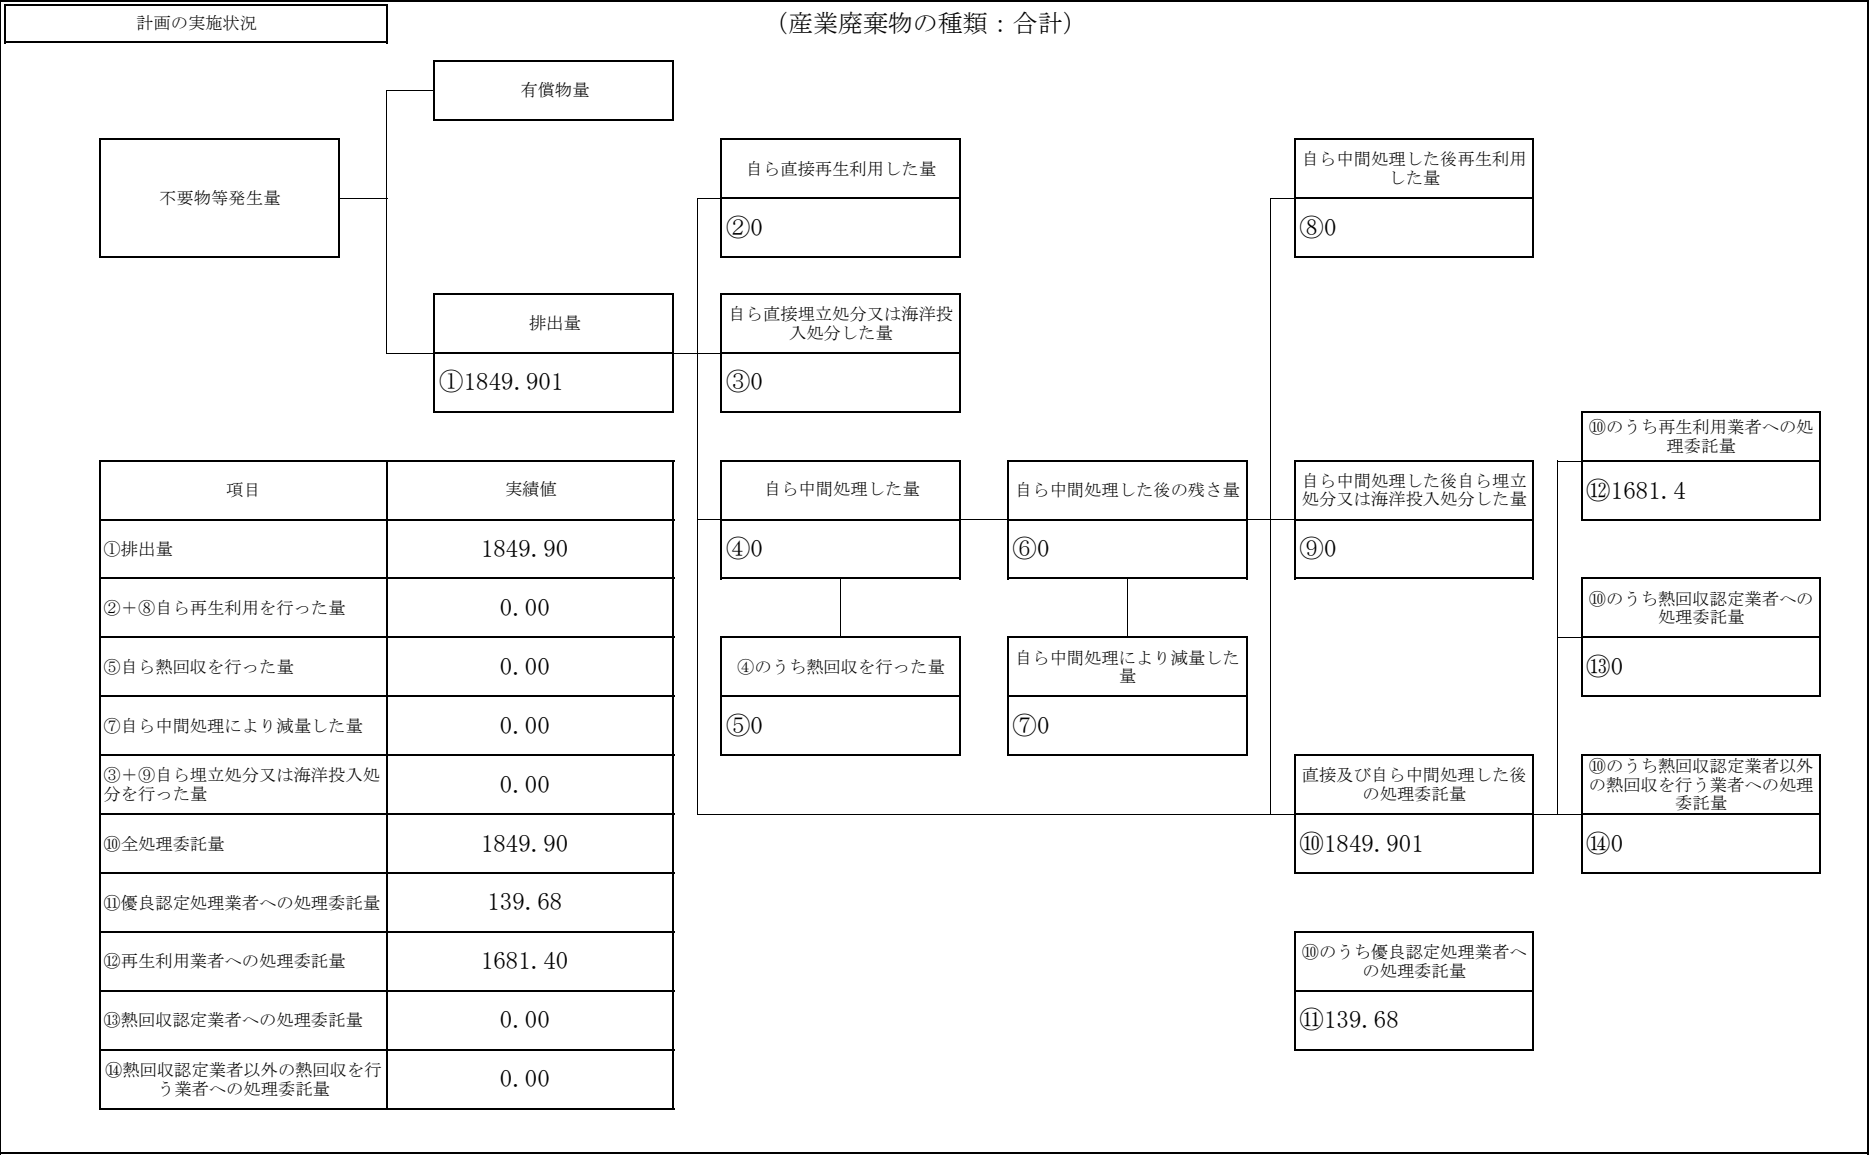 計画の実施状況
（産業廃棄物の種類：合計）
有償物量
不要物等発生量
自ら直接再生利用した量
②0
自ら中間処理した後再生利用
した量
⑧0
排出量
①1849.901
自ら直接埋立処分又は海洋投
入処分した量
③0
⑩のうち再生利用業者への処
理委託量
⑫1681.4
自ら中間処理した量
④0
自ら中間処理した後の残さ量
⑥0
自ら中間処理した後自ら埋立
処分又は海洋投入処分した量
⑨0
⑩のうち熱回収認定業者への
処理委託量
⑬0
④のうち熱回収を行った量
⑤0
自ら中間処理により減量した
量
⑦0
直接及び自ら中間処理した後
の処理委託量
⑩1849.901
⑩のうち熱回収認定業者以外
の熱回収を行う業者への処理
委託量
⑭0
⑩のうち優良認定処理業者へ
の処理委託量
⑪139.68
項目 実績値
①排出量 1849.90
②＋⑧自ら再生利用を行った量 0.00
⑤自ら熱回収を行った量 0.00
⑦自ら中間処理により減量した量 0.00
③＋⑨自ら埋立処分又は海洋投入処
分を行った量 0.00
⑩全処理委託量 1849.90
⑪優良認定処理業者への処理委託量 139.68
⑫再生利用業者への処理委託量 1681.40
⑬熱回収認定業者への処理委託量 0.00
⑭熱回収認定業者以外の熱回収を行
う業者への処理委託量 0.00